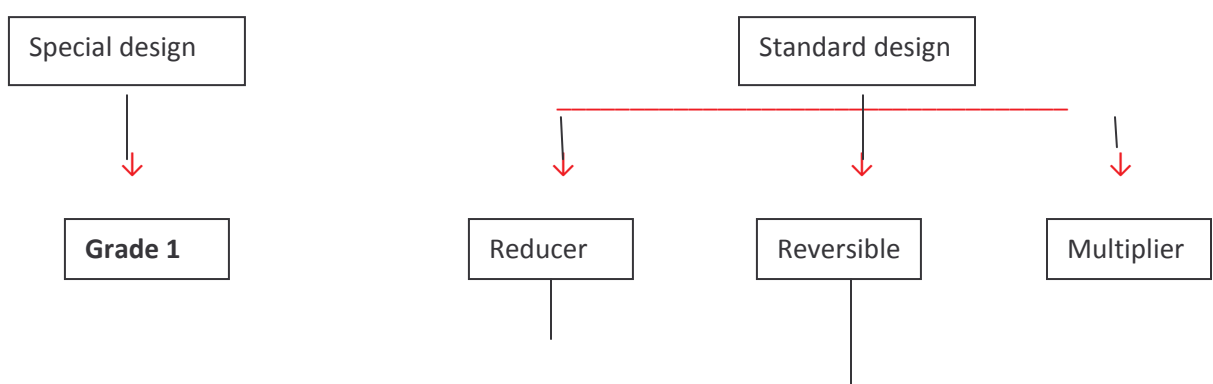 Special design
Standard design
Grade 1
Reducer
Reversible
Multiplier